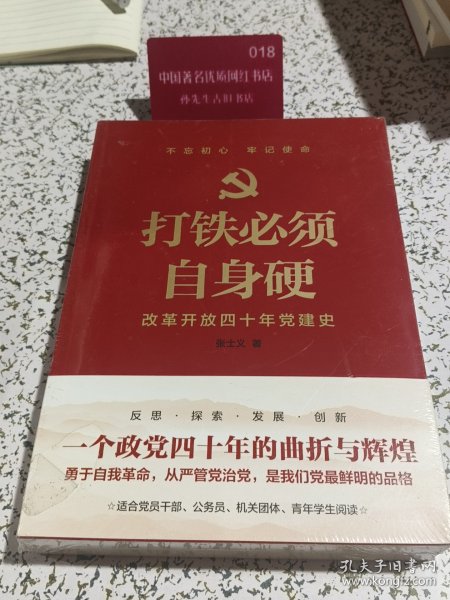 018
中国著名优质网红书店
孙先生古旧书店
不忘初心 牢记使命
打铁必须
自身硬
改革开放四十年党建史
张士义 著
反思·探索·发展·创新
一个政党四十年的曲折与辉煌
勇于自我革命，从严管党治党，是我们党最鲜明的品格
☆适合党员干部、公务员、机关团体、青年学生阅读☆
孔夫子旧书网
www.kongfz.com